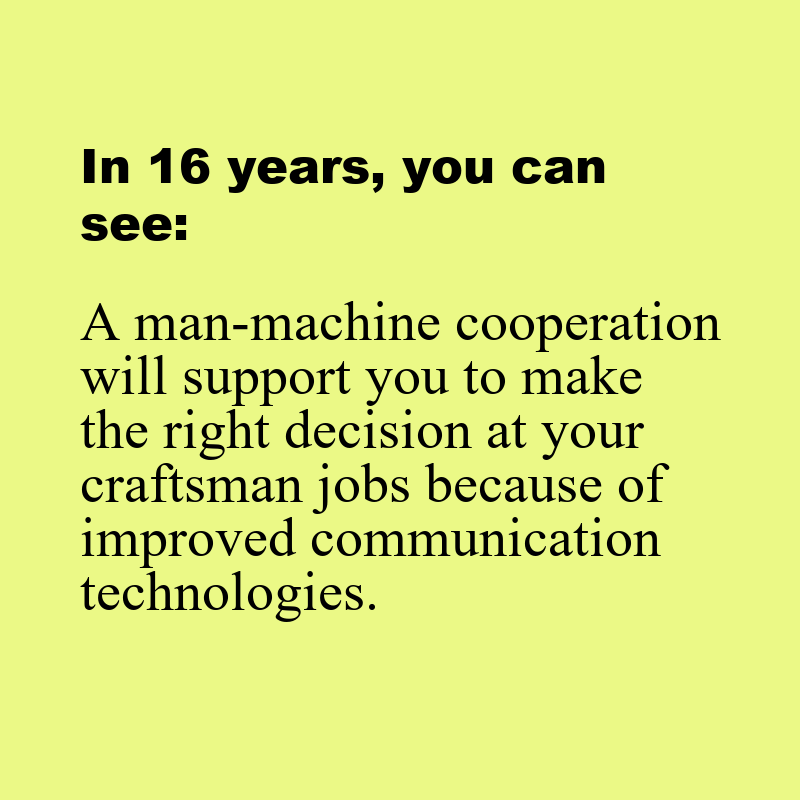 In 16 years, you can
see:
A man-machine cooperation
will support you to make
the right decision at your
craftsman jobs because of
improved communication
technologies.